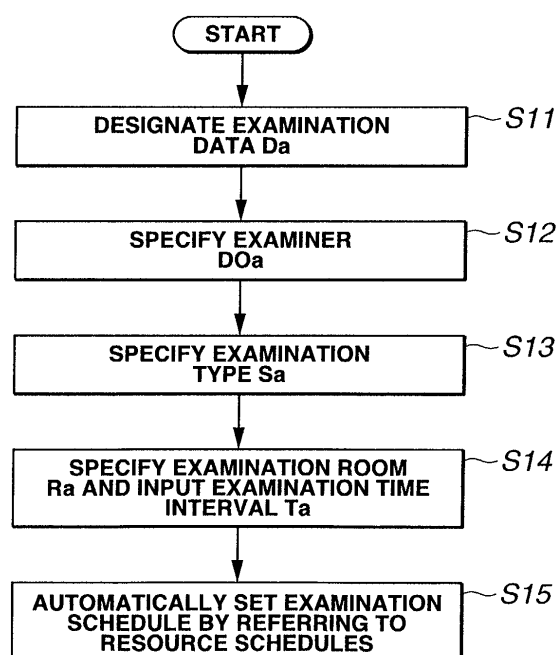 START
DESIGNATE EXAMINATION
DATA Da
S11
SPECIFY EXAMINER
DOa
S12
SPECIFY EXAMINATION
TYPE Sa
S13
SPECIFY EXAMINATION ROOM
Ra AND INPUT EXAMINATION TIME
INTERVAL Ta
S14
AUTOMATICALLY SET EXAMINATION
SCHEDULE BY REFERRING TO
RESOURCE SCHEDULES
S15